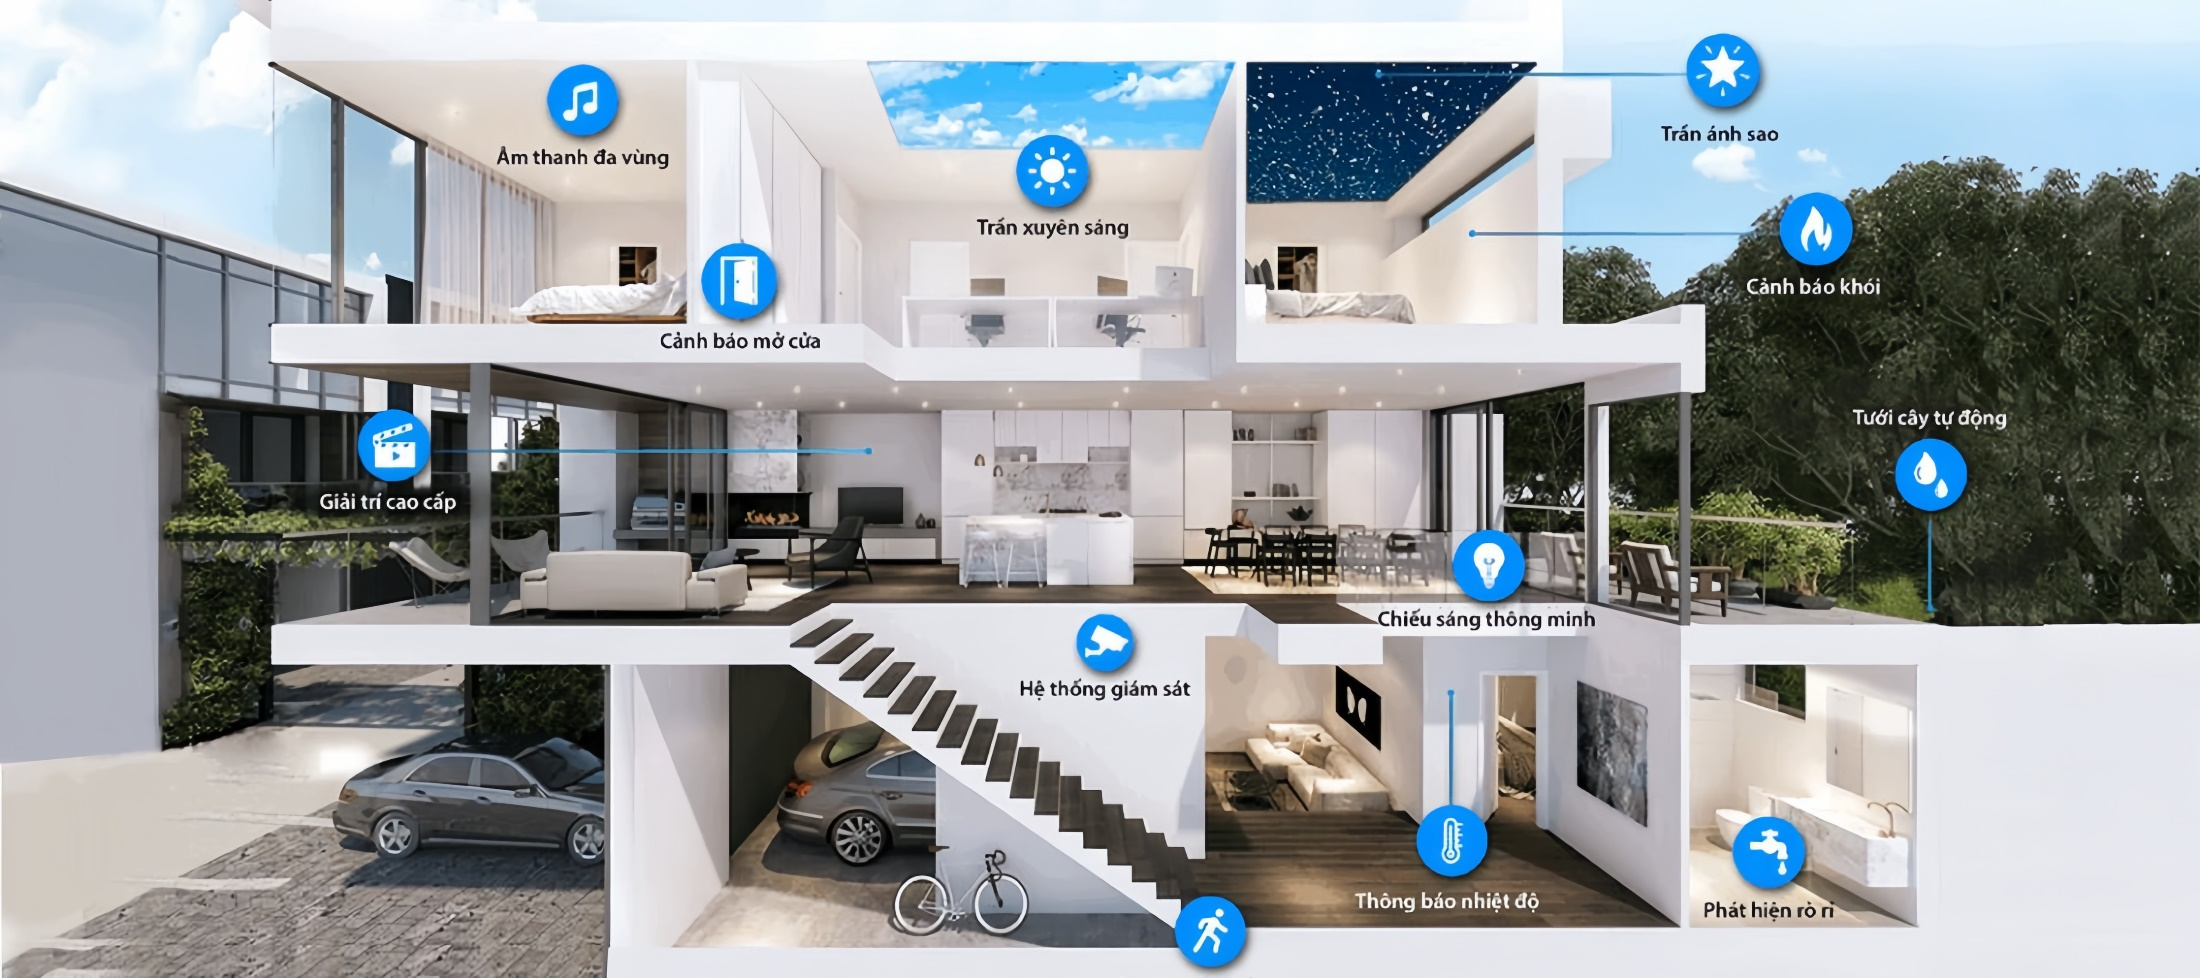 Âm thanh đa vùng
Trần xuyên sáng
Trần ánh sao
Cảnh báo khói
Cảnh báo mở cửa
Giải trí cao cấp
Tưới cây tự động
Chiếu sáng thông minh
Hệ thống giám sát
Thông báo nhiệt độ
Phát hiện rò rỉ